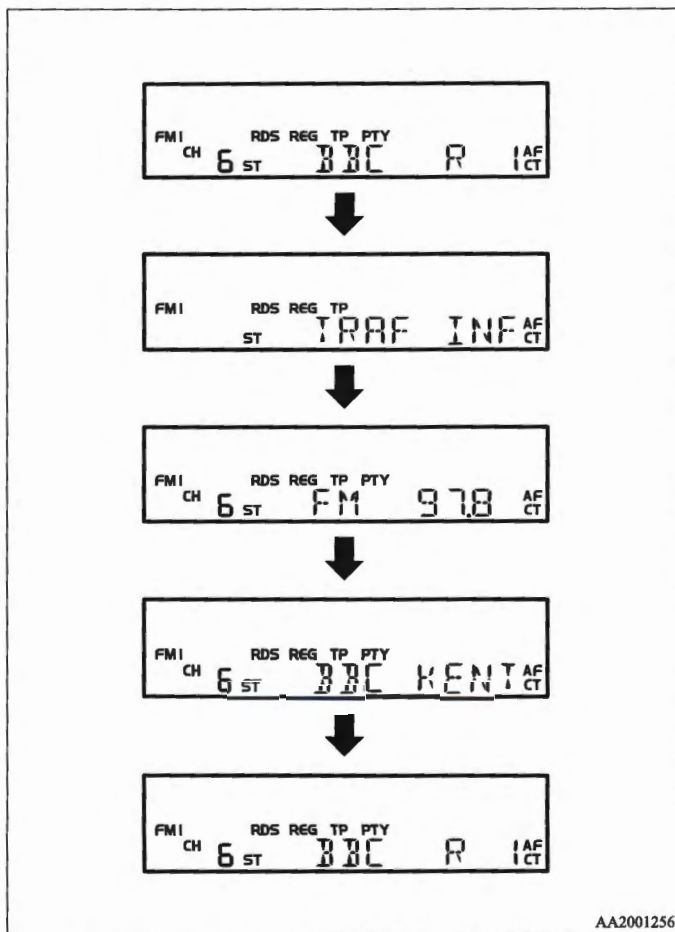 FM1 RDS REG TP PTY
CH 6 ST BBC R 1 AF CT
FM1 RDS REG TP
ST TRAF INF AF CT
FM1 RDS REG TP PTY
CH 6 ST FM 97.8 AF CT
FM1 RDS REG TP PTY
CH 6 ST BBC KENT AF CT
FM1 RDS REG TP PTY
CH 6 ST BBC R 1 AF CT
AA2001256